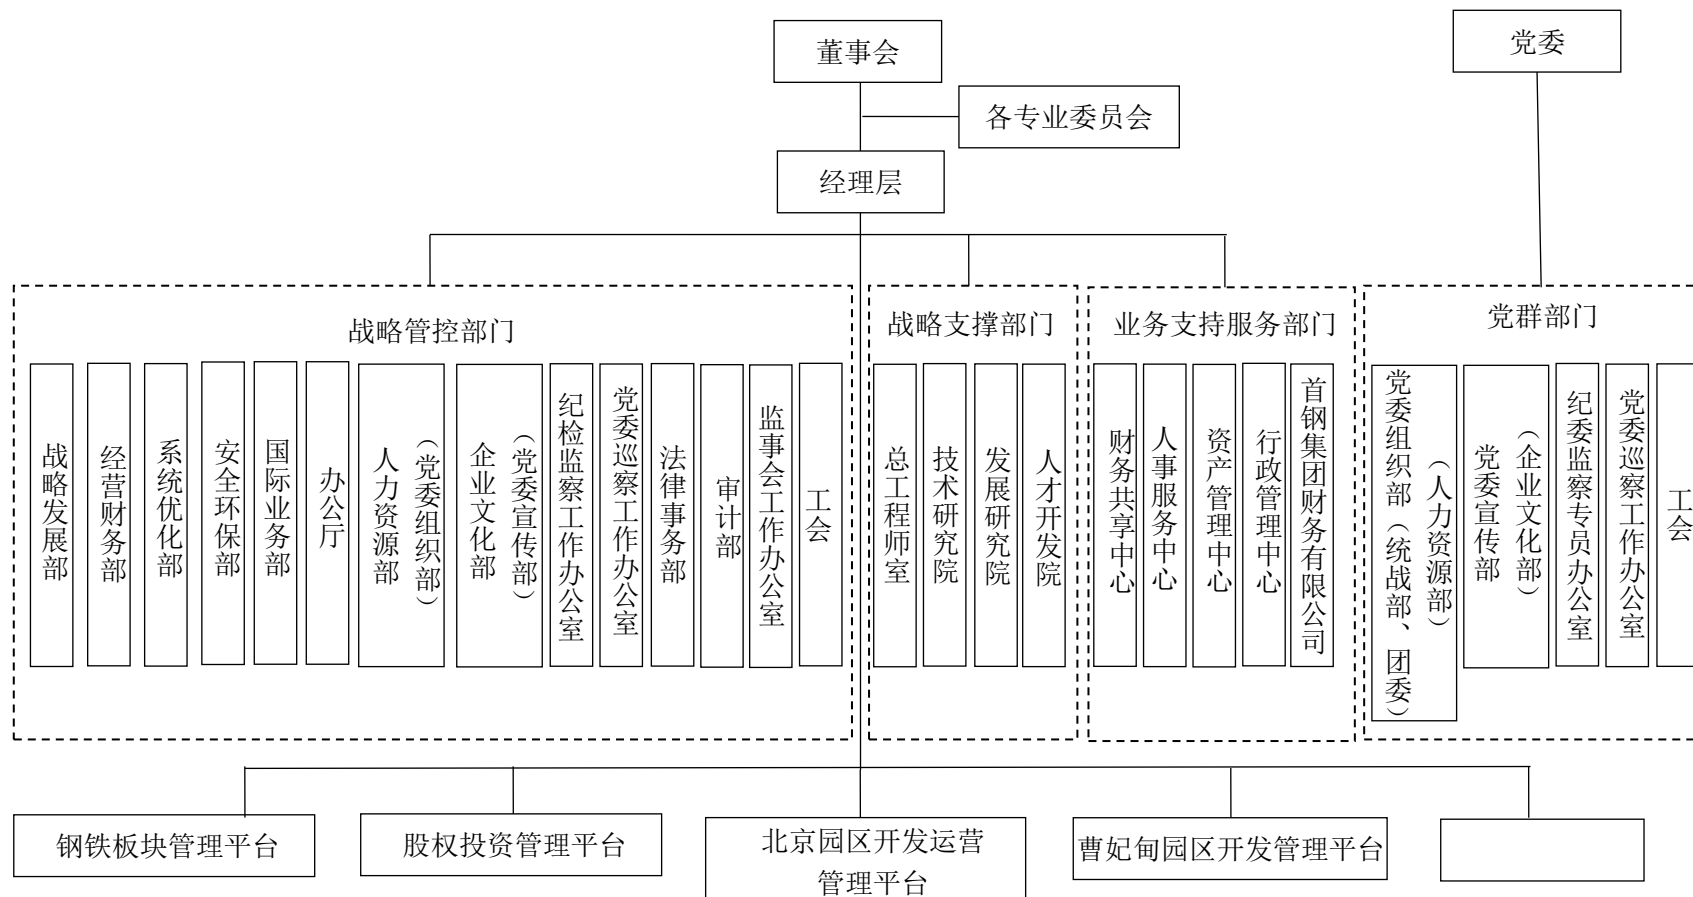 董事会
党委
各专业委员会
经理层
战略管控部门
战略支撑部门
业务支持服务部门
党群部门
战略发展部
经营财务部
系统优化部
安全环保部
国际业务部
办公厅
人力资源部
（党委组织部）
企业文化部
（党委宣传部）
纪检监察工作办公室
党委巡察工作办公室
法律事务部
审计部
监事会工作办公室
工会
总工程师室
技术研究院
发展研究院
人才开发院
财务共享中心
人事服务中心
资产管理中心
行政管理中心
首钢集团财务有限公司
党委组织部（统战部、团委）
（人力资源部）
党委宣传部
（企业文化部）
纪委监察专员办公室
党委巡察工作办公室
工会
钢铁板块管理平台
股权投资管理平台
北京园区开发运营
管理平台
曹妃甸园区开发管理平台